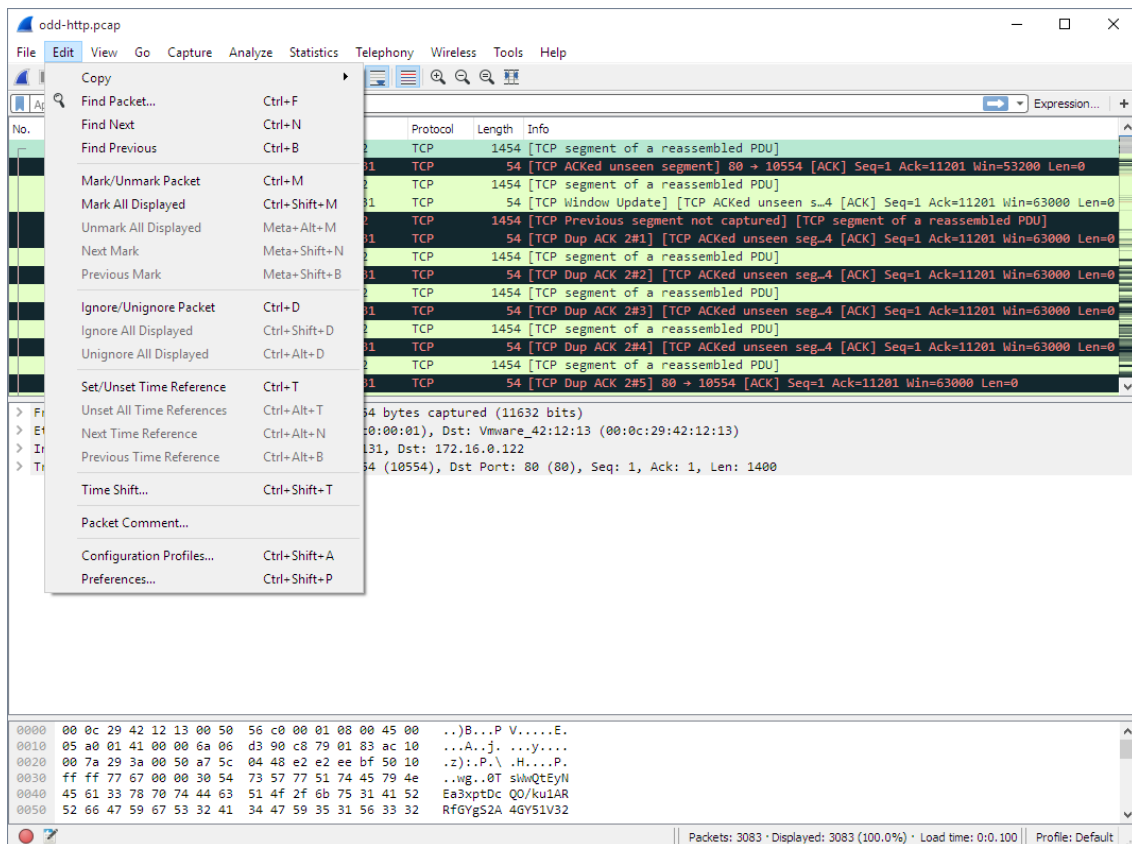 odd-http.pcap
File Edit View Go Capture Analyze Statistics Telephony Wireless Tools Help
Expression... +
Copy
Find Packet... Ctrl+F
Find Next Ctrl+N
Find Previous Ctrl+B
Mark/Unmark Packet Ctrl+M
Mark All Displayed Ctrl+Shift+M
Unmark All Displayed Meta+Alt+M
Next Mark Meta+Shift+N
Previous Mark Meta+Shift+B
Ignore/Unignore Packet Ctrl+D
Ignore All Displayed Ctrl+Shift+D
Unignore All Displayed Ctrl+Alt+D
Set/Unset Time Reference Ctrl+T
Unset All Time References Ctrl+Alt+T
Next Time Reference Ctrl+Alt+N
Previous Time Reference Ctrl+Alt+B
Time Shift... Ctrl+Shift+T
Packet Comment...
Configuration Profiles... Ctrl+Shift+A
Preferences... Ctrl+Shift+P
No. Protocol Length Info
TCP 1454 [TCP segment of a reassembled PDU]
31 TCP 54 [TCP ACKed unseen segment] 80 → 10554 [ACK] Seq=1 Ack=11201 Win=53200 Len=0
2 TCP 1454 [TCP segment of a reassembled PDU]
31 TCP 54 [TCP Window Update] [TCP ACKed unseen s…4 [ACK] Seq=1 Ack=11201 Win=63000 Len=0
2 TCP 1454 [TCP Previous segment not captured] [TCP segment of a reassembled PDU]
31 TCP 54 [TCP Dup ACK 2#1] [TCP ACKed unseen seg…4 [ACK] Seq=1 Ack=11201 Win=63000 Len=0
2 TCP 1454 [TCP segment of a reassembled PDU]
31 TCP 54 [TCP Dup ACK 2#2] [TCP ACKed unseen seg…4 [ACK] Seq=1 Ack=11201 Win=63000 Len=0
2 TCP 1454 [TCP segment of a reassembled PDU]
31 TCP 54 [TCP Dup ACK 2#3] [TCP ACKed unseen seg…4 [ACK] Seq=1 Ack=11201 Win=63000 Len=0
2 TCP 1454 [TCP segment of a reassembled PDU]
31 TCP 54 [TCP Dup ACK 2#4] [TCP ACKed unseen seg…4 [ACK] Seq=1 Ack=11201 Win=63000 Len=0
2 TCP 1454 [TCP segment of a reassembled PDU]
31 TCP 54 [TCP Dup ACK 2#5] 80 → 10554 [ACK] Seq=1 Ack=11201 Win=63000 Len=0
> Fr 54 bytes captured (11632 bits)
> Et :0:00:01), Dst: Vmware_42:12:13 (00:0c:29:42:12:13)
> In 131, Dst: 172.16.0.122
> Tr 54 (10554), Dst Port: 80 (80), Seq: 1, Ack: 1, Len: 1400
0000 00 0c 29 42 12 13 00 50 56 c0 00 01 08 00 45 00 ..)B...P V.....E.
0010 05 a0 01 41 00 00 6a 06 d3 90 c8 79 01 83 ac 10 ...A..j. ...y....
0020 00 7a 29 3a 00 50 a7 5c 04 48 e2 e2 ee bf 50 10 .z):.P.\ .H....P.
0030 ff ff 77 67 00 00 30 54 73 57 77 51 74 45 79 4e ..wg..0T sWwQtEyN
0040 45 61 33 78 70 74 44 63 51 4f 2f 6b 75 31 41 52 Ea3xptDc QO/ku1AR
0050 52 66 47 59 67 53 32 41 34 47 59 35 31 56 33 32 RfGYgS2A 4GY51V32
Packets: 3083 · Displayed: 3083 (100.0%) · Load time: 0:0.100 Profile: Default